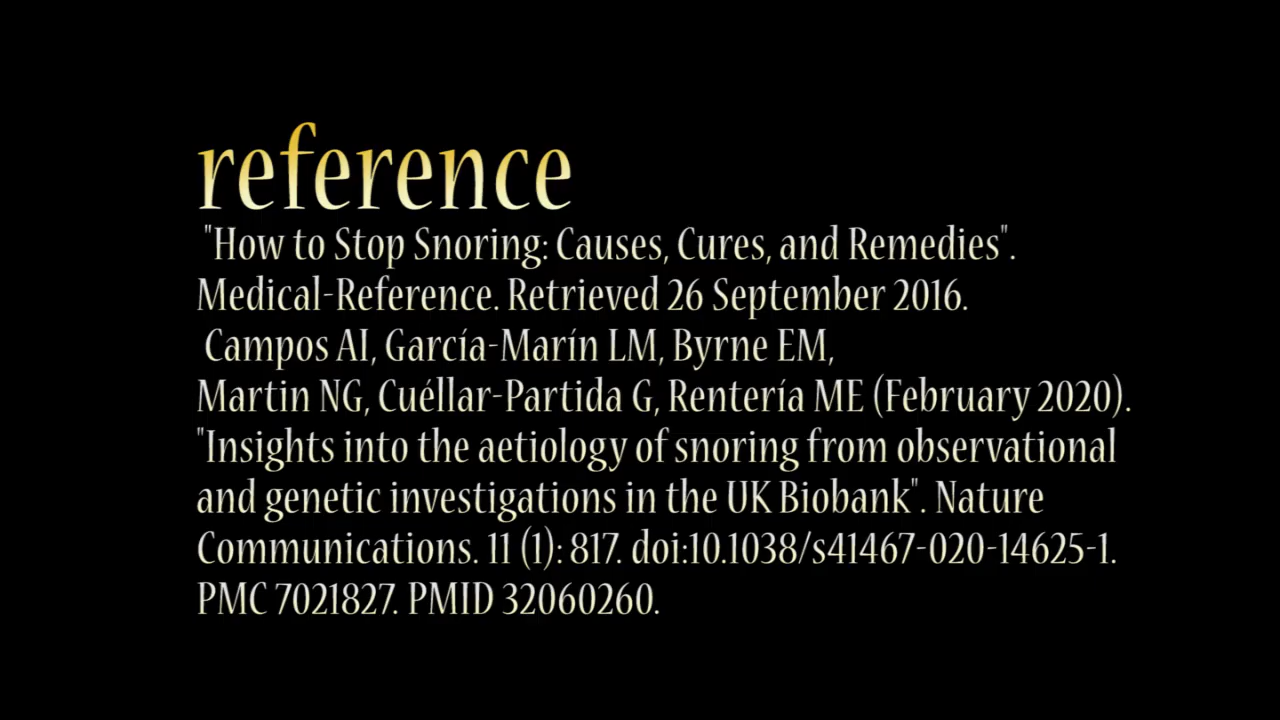 reference
"How to Stop Snoring: Causes, Cures, and Remedies".
Medical-Reference. Retrieved 26 September 2016.
Campos AI, García-Marín LM, Byrne EM,
Martin NG, Cuéllar-Partida G, Rentería ME (February 2020).
"Insights into the aetiology of snoring from observational
and genetic investigations in the UK Biobank". Nature
Communications. 11 (1): 817. doi:10.1038/s41467-020-14625-1.
PMC 7021827. PMID 32060260.